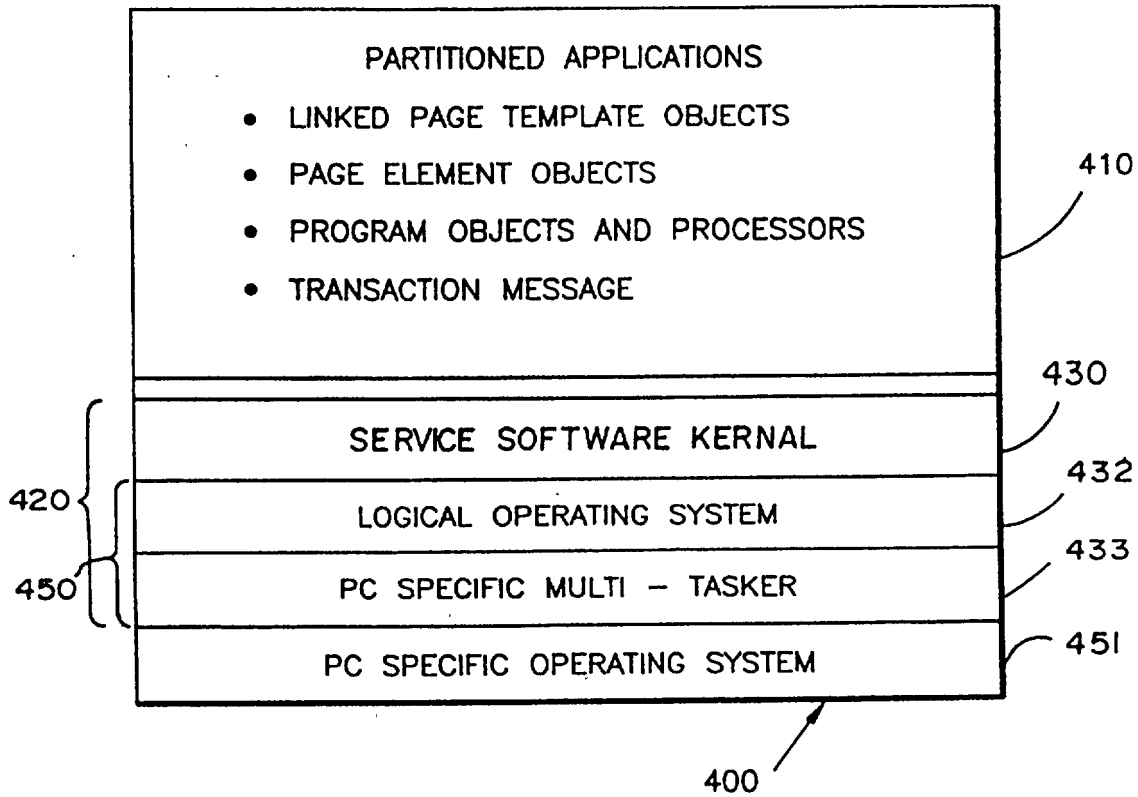 PARTITIONED APPLICATIONS
• LINKED PAGE TEMPLATE OBJECTS
• PAGE ELEMENT OBJECTS
• PROGRAM OBJECTS AND PROCESSORS
• TRANSACTION MESSAGE
410
430
SERVICE SOFTWARE KERNAL
420
432
LOGICAL OPERATING SYSTEM
433
450
PC SPECIFIC MULTI – TASKER
451
PC SPECIFIC OPERATING SYSTEM
400